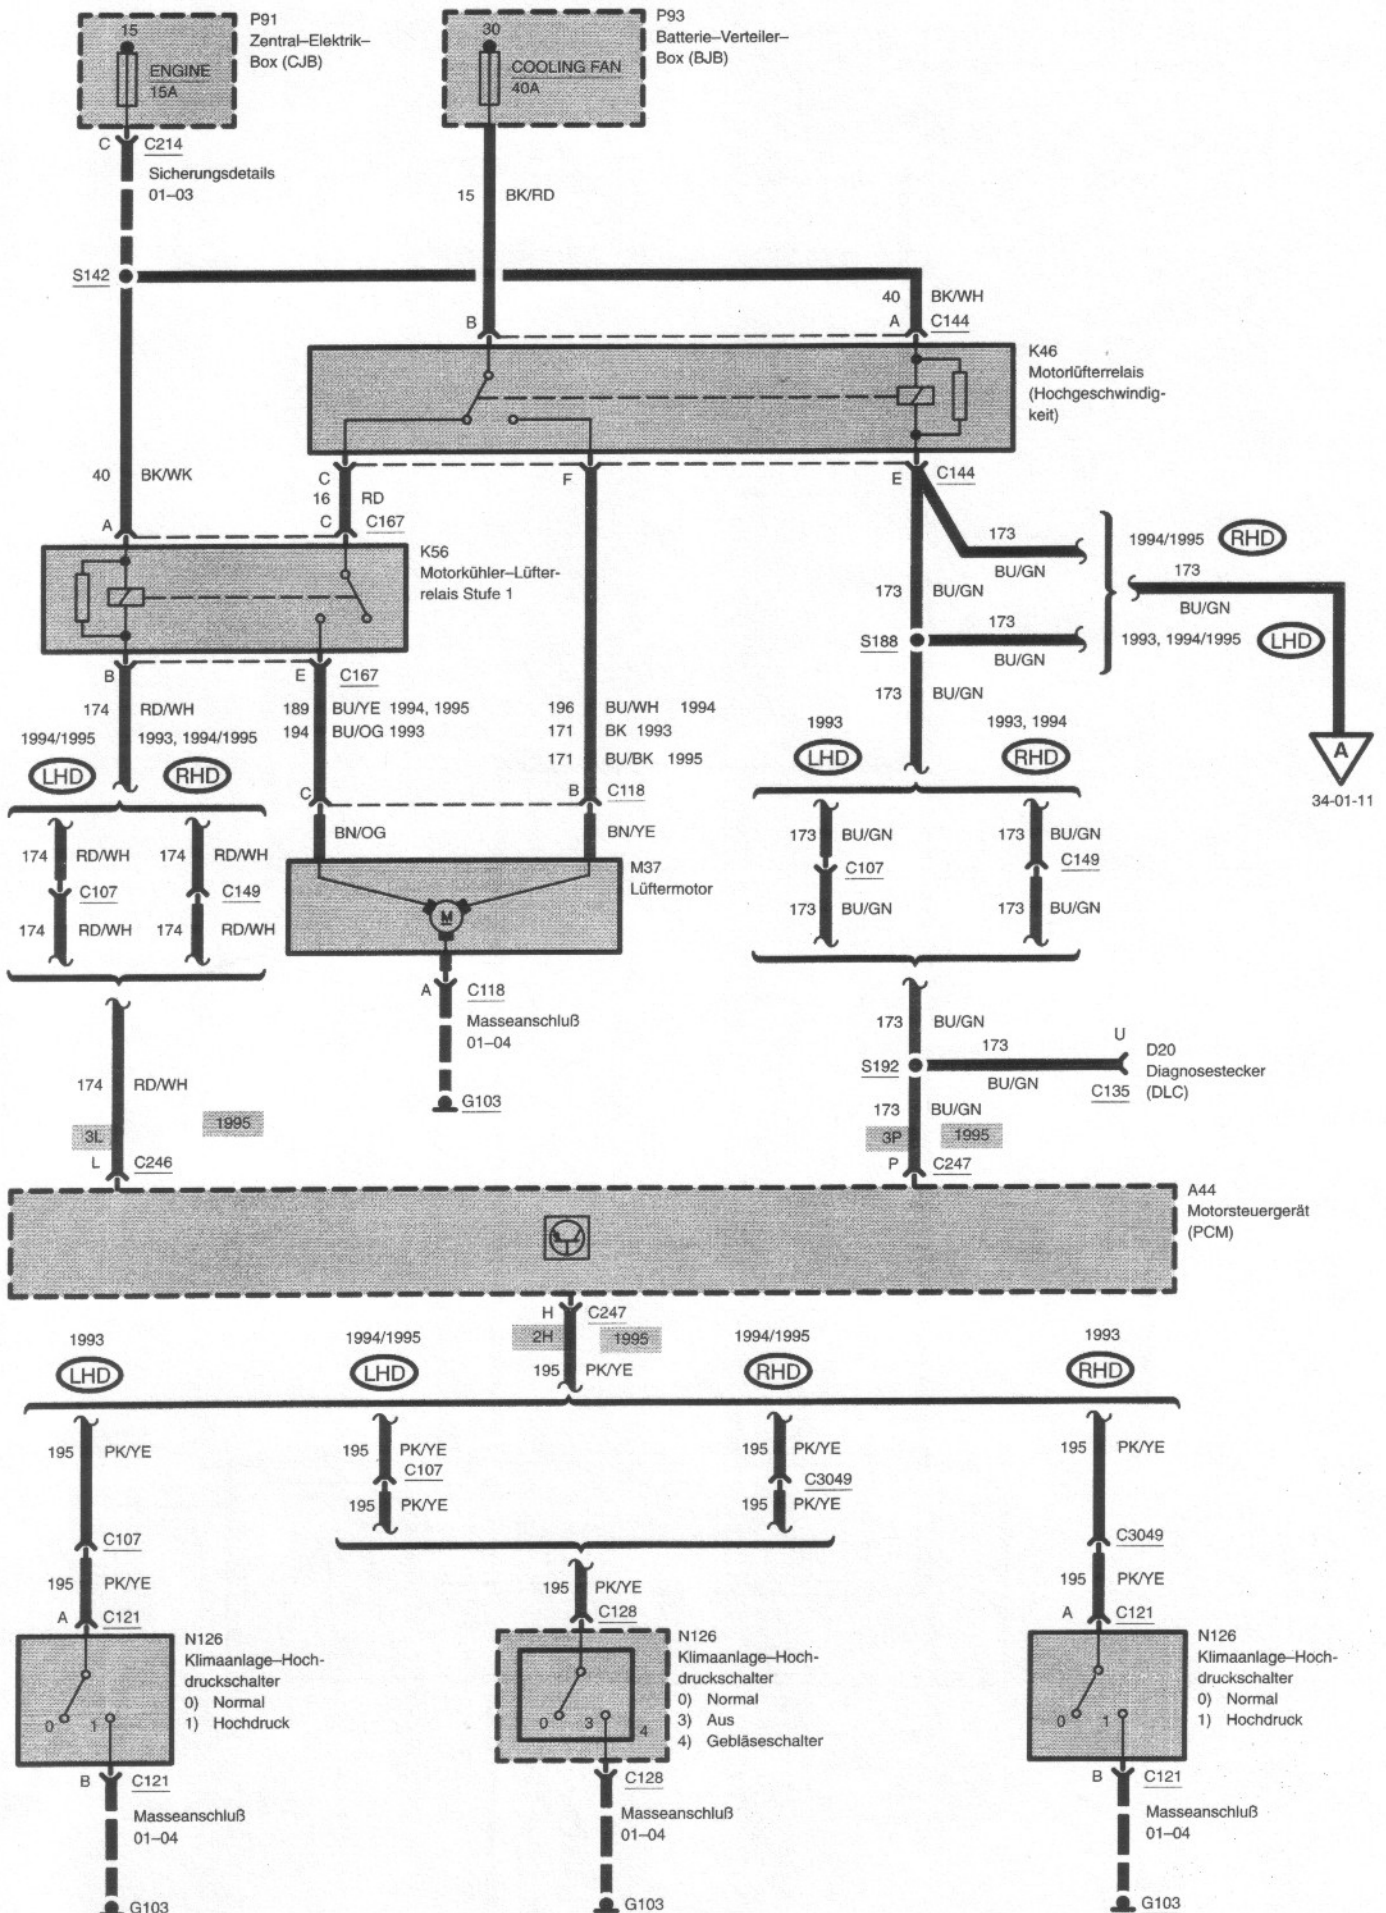 15
ENGINE
15A
P91
Zentral–Elektrik–
Box (CJB)
30
COOLING FAN
40A
P93
Batterie–Verteiler–
Box (BJB)
C C214
Sicherungsdetails
01–03
15 BK/RD
S142
40 BK/WH
B
A C144
K46
Motorlüfterrelais
(Hochgeschwindig-
keit)
40 BK/WK
C
F
E C144
16 RD
A
C C167
K56
Motorkühler–Lüfter-
relais Stufe 1
173
BU/GN
1994/1995 RHD
173
BU/GN
173 BU/GN
S188
173
BU/GN
1993, 1994/1995 LHD
B
E C167
173 BU/GN
174 RD/WH
189 BU/YE 1994, 1995
194 BU/OG 1993
196 BU/WH 1994
171 BK 1993
171 BU/BK 1995
1994/1995
LHD
1993, 1994/1995
RHD
1993
LHD
1993, 1994
RHD
A
34-01-11
C
B C118
BN/OG
BN/YE
M37
Lüftermotor
M
174 RD/WH
174 RD/WH
C107
C149
174 RD/WH
174 RD/WH
173 BU/GN
173 BU/GN
C107
C149
173 BU/GN
173 BU/GN
A C118
Masseanschluß
01–04
G103
173 BU/GN
S192
173
BU/GN
U
C135
D20
Diagnosestecker
(DLC)
174 RD/WH
173 BU/GN
3L 1995
3P 1995
L C246
P C247
A44
Motorsteuergerät
(PCM)
H C247
2H 1995
195 PK/YE
1993
LHD
1994/1995
LHD
1994/1995
RHD
1993
RHD
195 PK/YE
195 PK/YE
195 PK/YE
195 PK/YE
C107
C3049
195 PK/YE
195 PK/YE
C107
C3049
195 PK/YE
195 PK/YE
195 PK/YE
A C121
C128
A C121
N126
Klimaanlage–Hoch-
druckschalter
0) Normal
1) Hochdruck
0 1
N126
Klimaanlage–Hoch-
druckschalter
0) Normal
3) Aus
4) Gebläseschalter
0 3 4
N126
Klimaanlage–Hoch-
druckschalter
0) Normal
1) Hochdruck
0 1
B C121
C128
B C121
Masseanschluß
01–04
Masseanschluß
01–04
Masseanschluß
01–04
G103
G103
G103